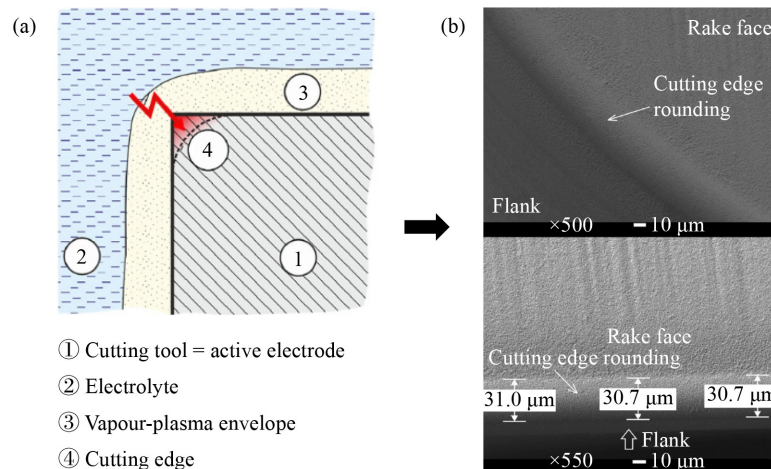 (a)
③
④
②
①
① Cutting tool = active electrode
② Electrolyte
③ Vapour-plasma envelope
④ Cutting edge
(b)
Rake face
Cutting edge
rounding
Flank
×500 10 μm
Rake face
Cutting edge rounding
31.0 μm 30.7 μm 30.7 μm
Flank
×550 10 μm